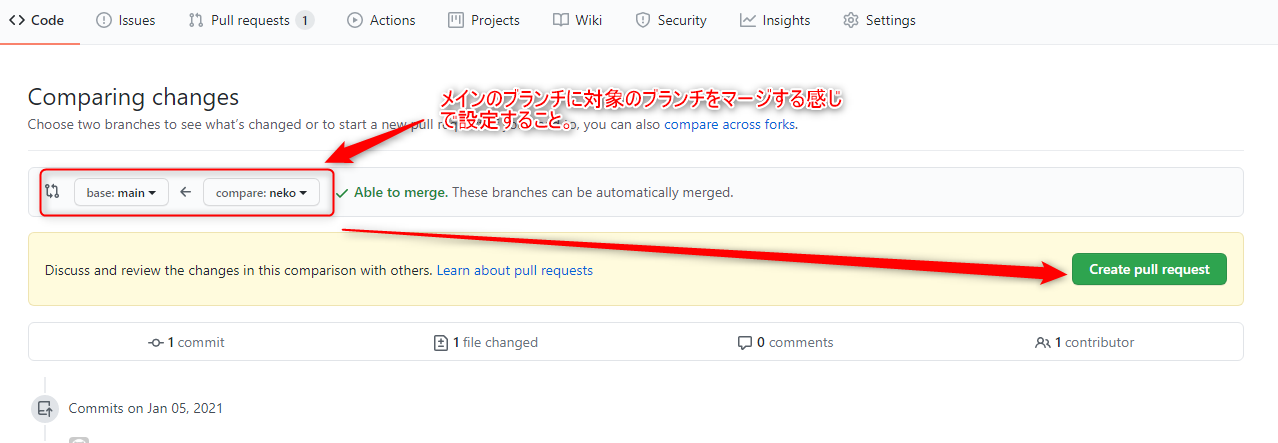 Code Issues Pull requests 1 Actions Projects Wiki Security Insights Settings
Comparing changes
メインのブランチに対象のブランチをマージする感じ
で設定すること。
Choose two branches to see what's changed or to start a new pull , you can also compare across forks.
base: main compare: neko Able to merge. These branches can be automatically merged.
Discuss and review the changes in this comparison with others. Learn about pull requests
Create pull request
1 commit 1 file changed 0 comments 1 contributor
Commits on Jan 05, 2021